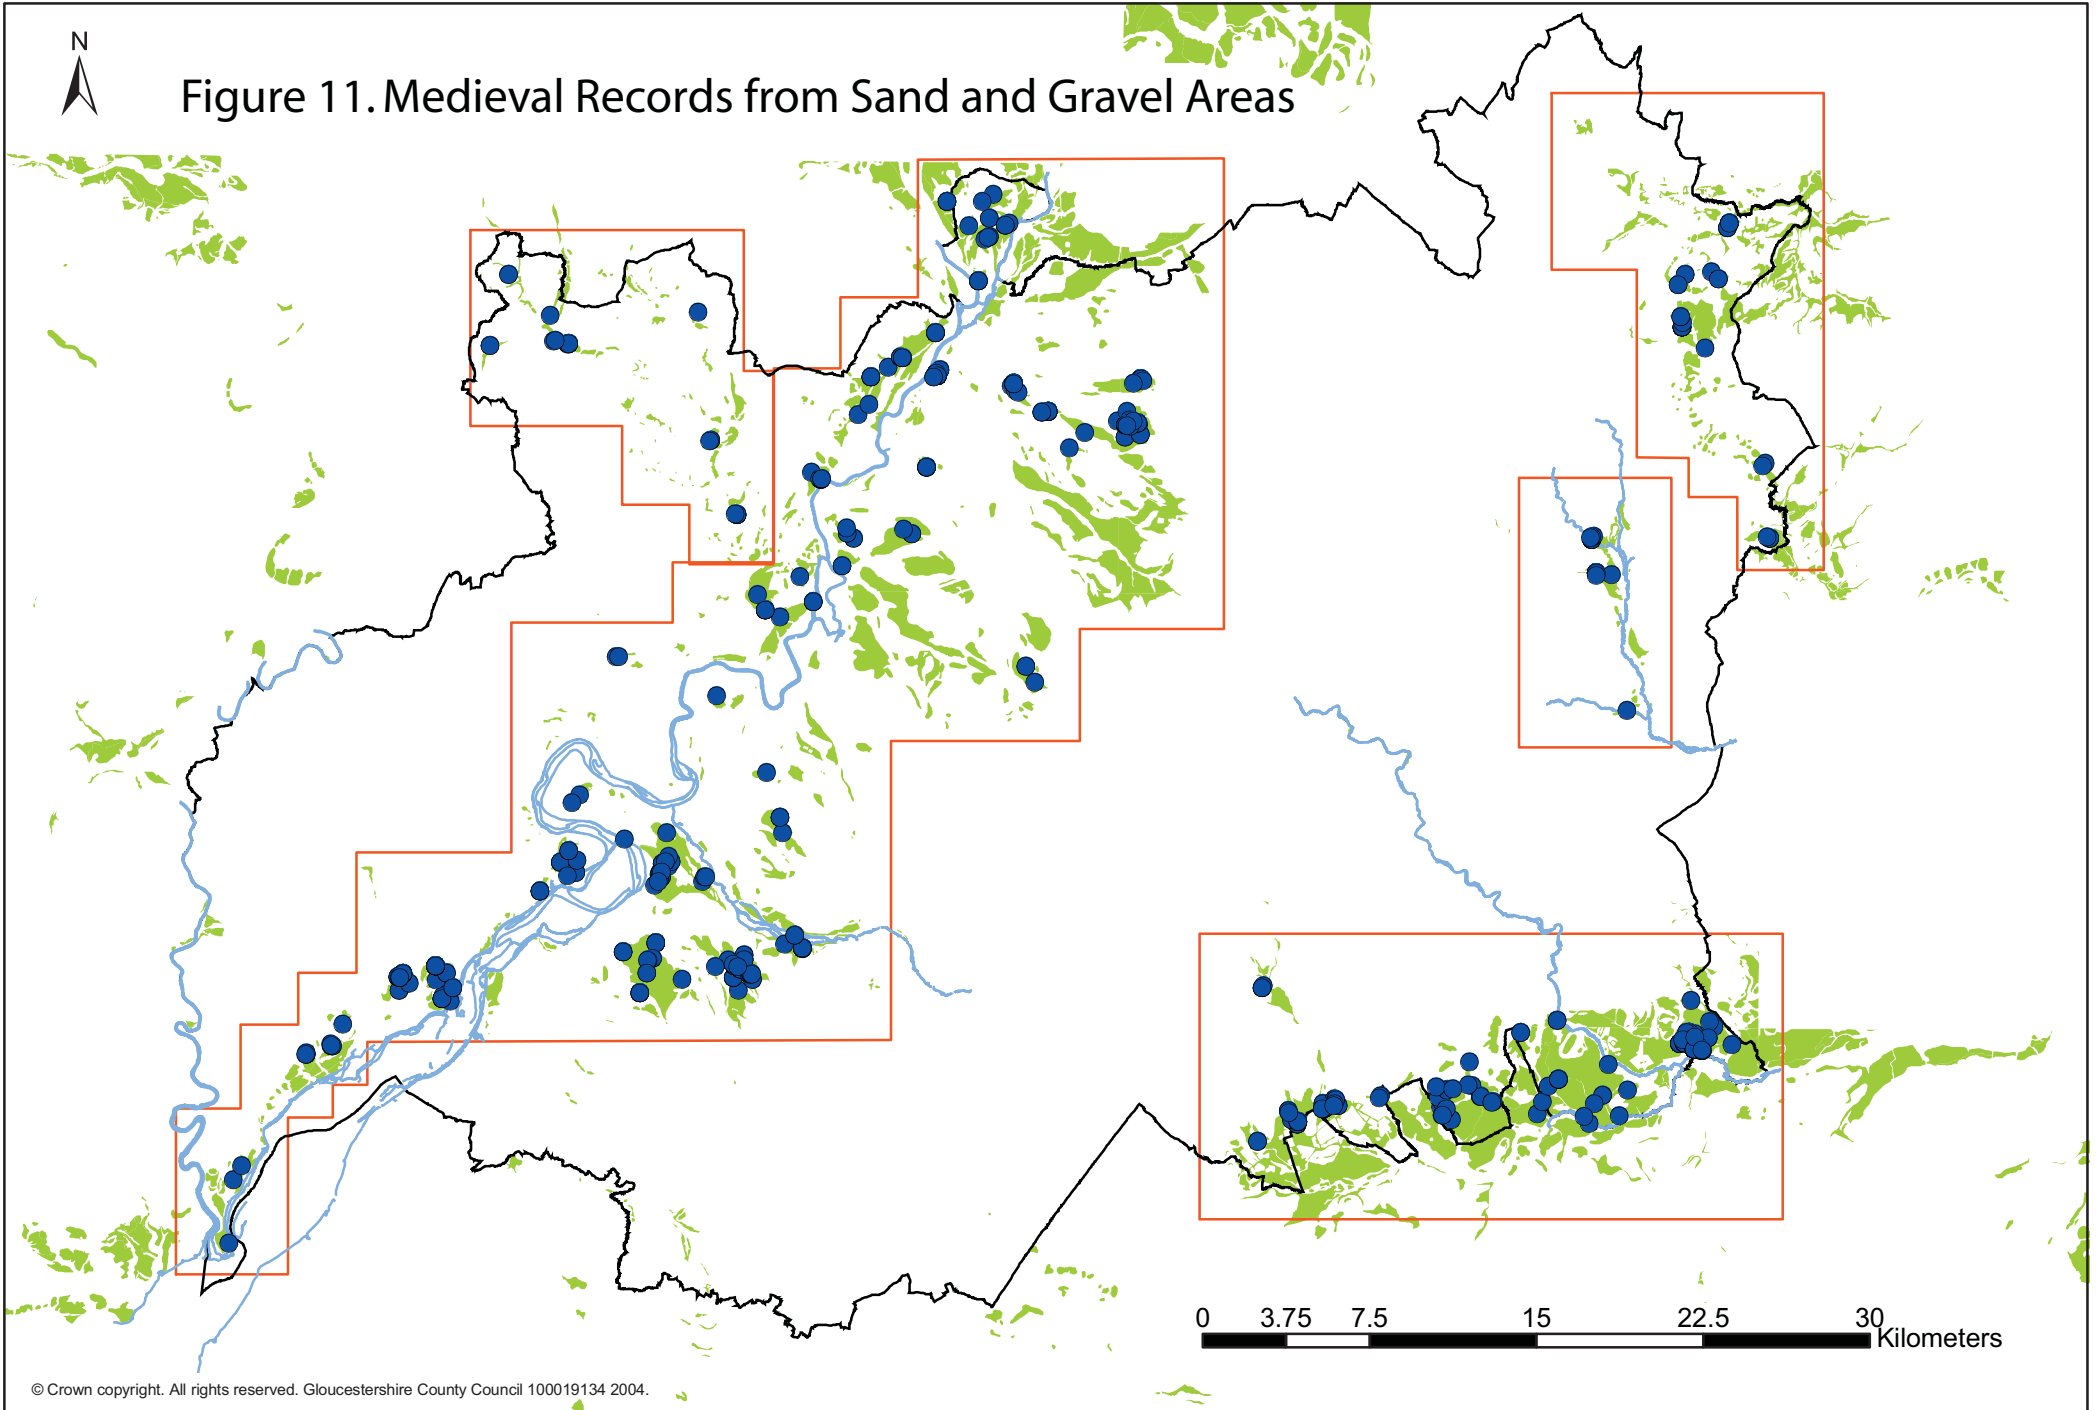 N
Figure 11. Medieval Records from Sand and Gravel Areas
0 3.75 7.5 15 22.5 30
Kilometers
© Crown copyright. All rights reserved. Gloucestershire County Council 100019134 2004.